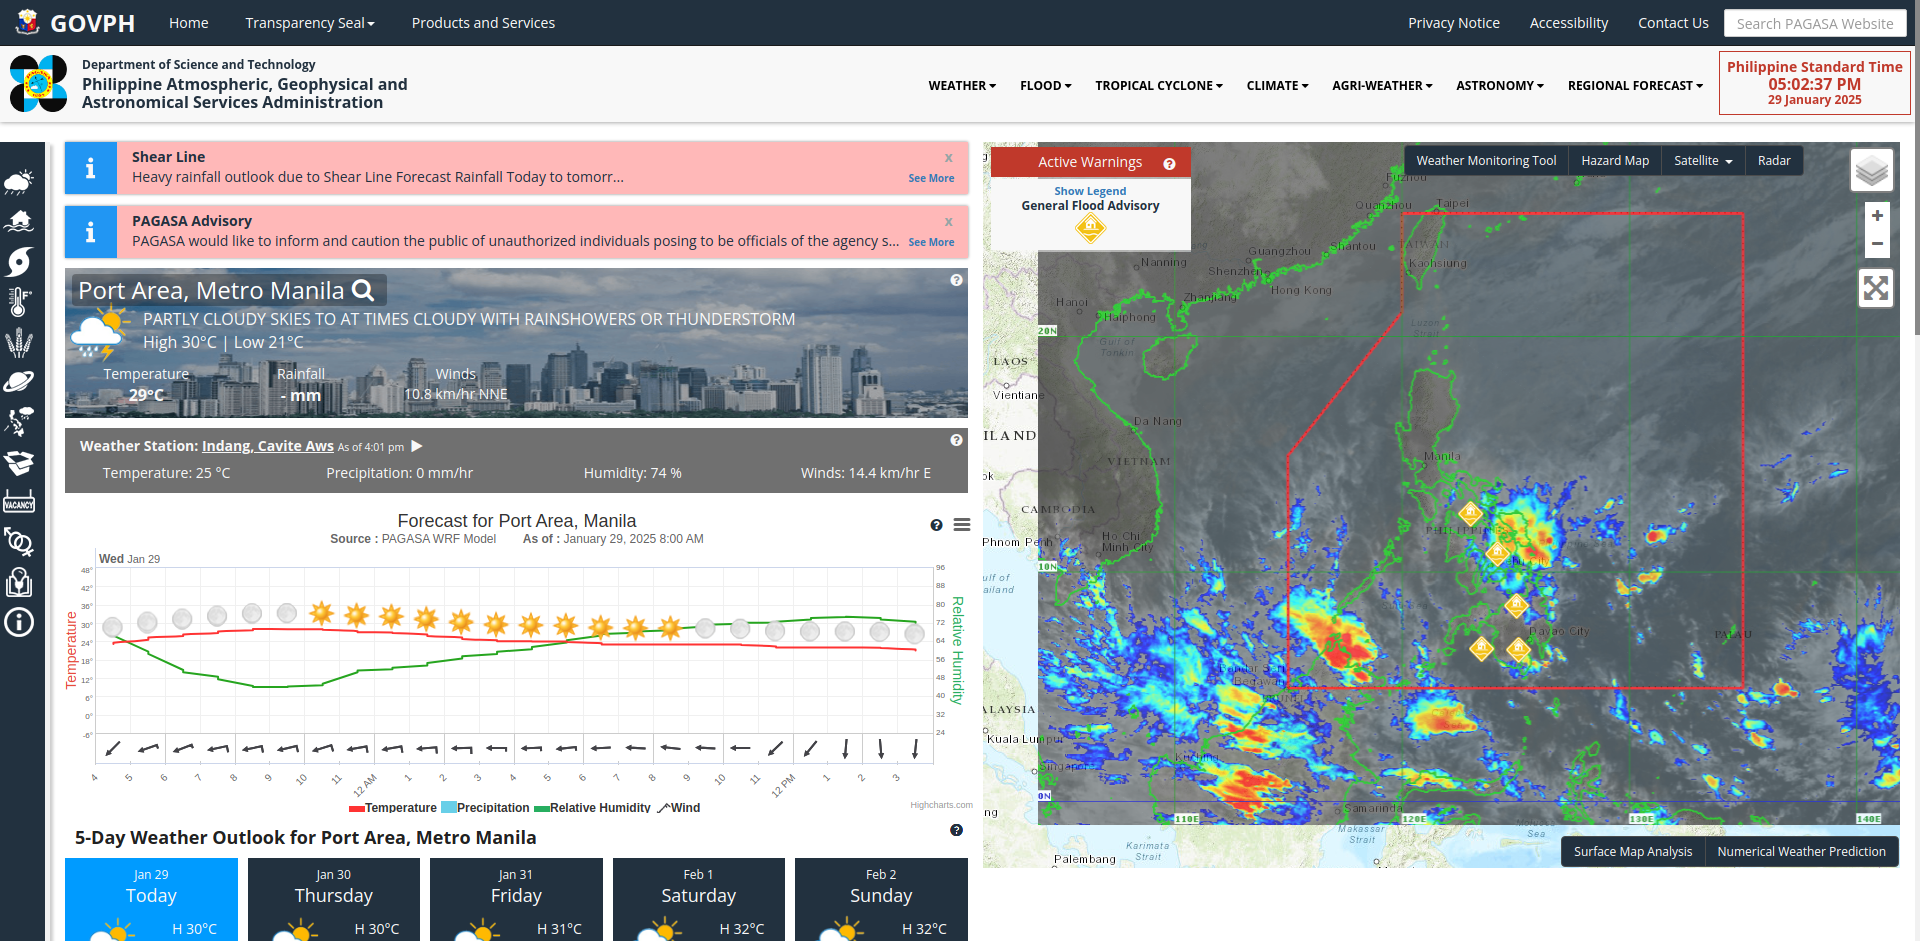 GOVPH
Home
Transparency Seal
Products and Services
Privacy Notice
Accessibility
Contact Us
Search PAGASA Website
Department of Science and Technology
Philippine Atmospheric, Geophysical and
Astronomical Services Administration
WEATHER
FLOOD
TROPICAL CYCLONE
CLIMATE
AGRI-WEATHER
ASTRONOMY
REGIONAL FORECAST
Philippine Standard Time
05:02:37 PM
29 January 2025
VACANCY
Shear Line
x
Heavy rainfall outlook due to Shear Line Forecast Rainfall Today to tomorr...
See More
PAGASA Advisory
x
PAGASA would like to inform and caution the public of unauthorized individuals posing to be officials of the agency s...
See More
Port Area, Metro Manila
PARTLY CLOUDY SKIES TO AT TIMES CLOUDY WITH RAINSHOWERS OR THUNDERSTORM
High 30°C | Low 21°C
Temperature
Rainfall
Winds
29°C
- mm
10.8 km/hr NNE
Weather Station: Indang, Cavite Aws As of 4:01 pm
Temperature: 25 °C
Precipitation: 0 mm/hr
Humidity: 74 %
Winds: 14.4 km/hr E
Forecast for Port Area, Manila
Source : PAGASA WRF Model As of : January 29, 2025 8:00 AM
Wed Jan 29
48°
42°
36°
30°
24°
18°
12°
6°
0°
-6°
Temperature
96
88
80
72
64
56
48
40
32
24
Relative Humidity
4 5 6 7 8 9 10 11 12 AM 1 2 3 4 5 6 7 8 9 10 11 12 PM 1 2 3
Temperature Precipitation Relative Humidity Wind
Highcharts.com
5-Day Weather Outlook for Port Area, Metro Manila
Jan 29
Today
H 30°C
Jan 30
Thursday
H 30°C
Jan 31
Friday
H 31°C
Feb 1
Saturday
H 32°C
Feb 2
Sunday
H 32°C
Active Warnings
Show Legend
General Flood Advisory
Weather Monitoring Tool
Hazard Map
Satellite
Radar
+
−
Fuzhou
Quanzhou
Taipei
Guangzhou
Shantou
TAIWAN
Nanning
Shenzhen
Kaohsiung
Hanoi
Zhanjiang
Hong Kong
Haiphong
Luzon
Strait
20N
Gulf of
Tonkin
LAOS
Vientiane
Da Nang
ILAND
Manila
VIETNAM
ok
CAMBODIA
PHILIPPINES
Phnom Penh
Ho Chi
Minh City
10N
ulf of
ailand
Davao City
PALAU
Bandar Seri
Begawan
ALAYSIA
Kuala Lumpur
Kuching
Singapore
0N
Samarinda
110E
120E
130E
140E
ng
Makassar
Strait
Sea
Karimata
Strait
Palembang
Surface Map Analysis
Numerical Weather Prediction